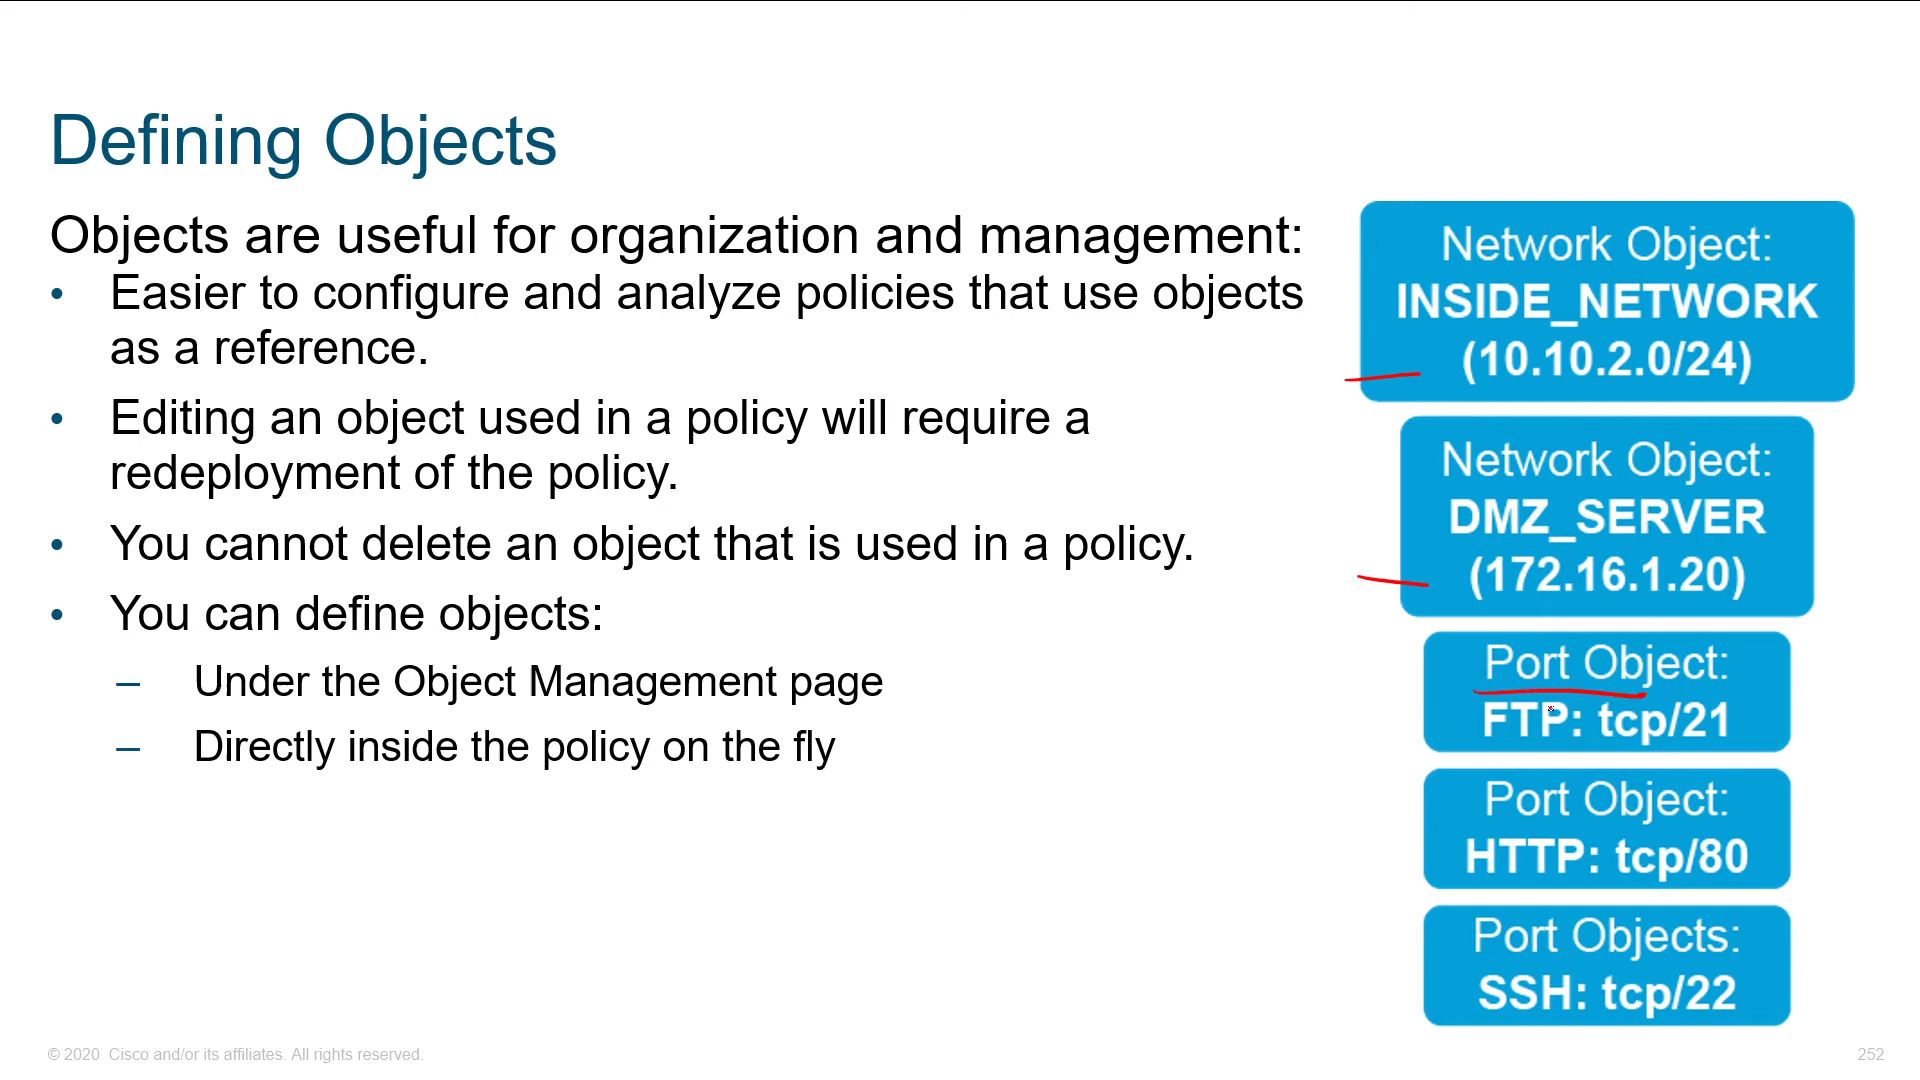 Defining Objects
Objects are useful for organization and management:
• Easier to configure and analyze policies that use objects
as a reference.
• Editing an object used in a policy will require a
redeployment of the policy.
• You cannot delete an object that is used in a policy.
• You can define objects:
– Under the Object Management page
– Directly inside the policy on the fly
Network Object:
INSIDE_NETWORK
(10.10.2.0/24)
Network Object:
DMZ_SERVER
(172.16.1.20)
Port Object:
FTP: tcp/21
Port Object:
HTTP: tcp/80
Port Objects:
SSH: tcp/22
© 2020 Cisco and/or its affiliates. All rights reserved.
252